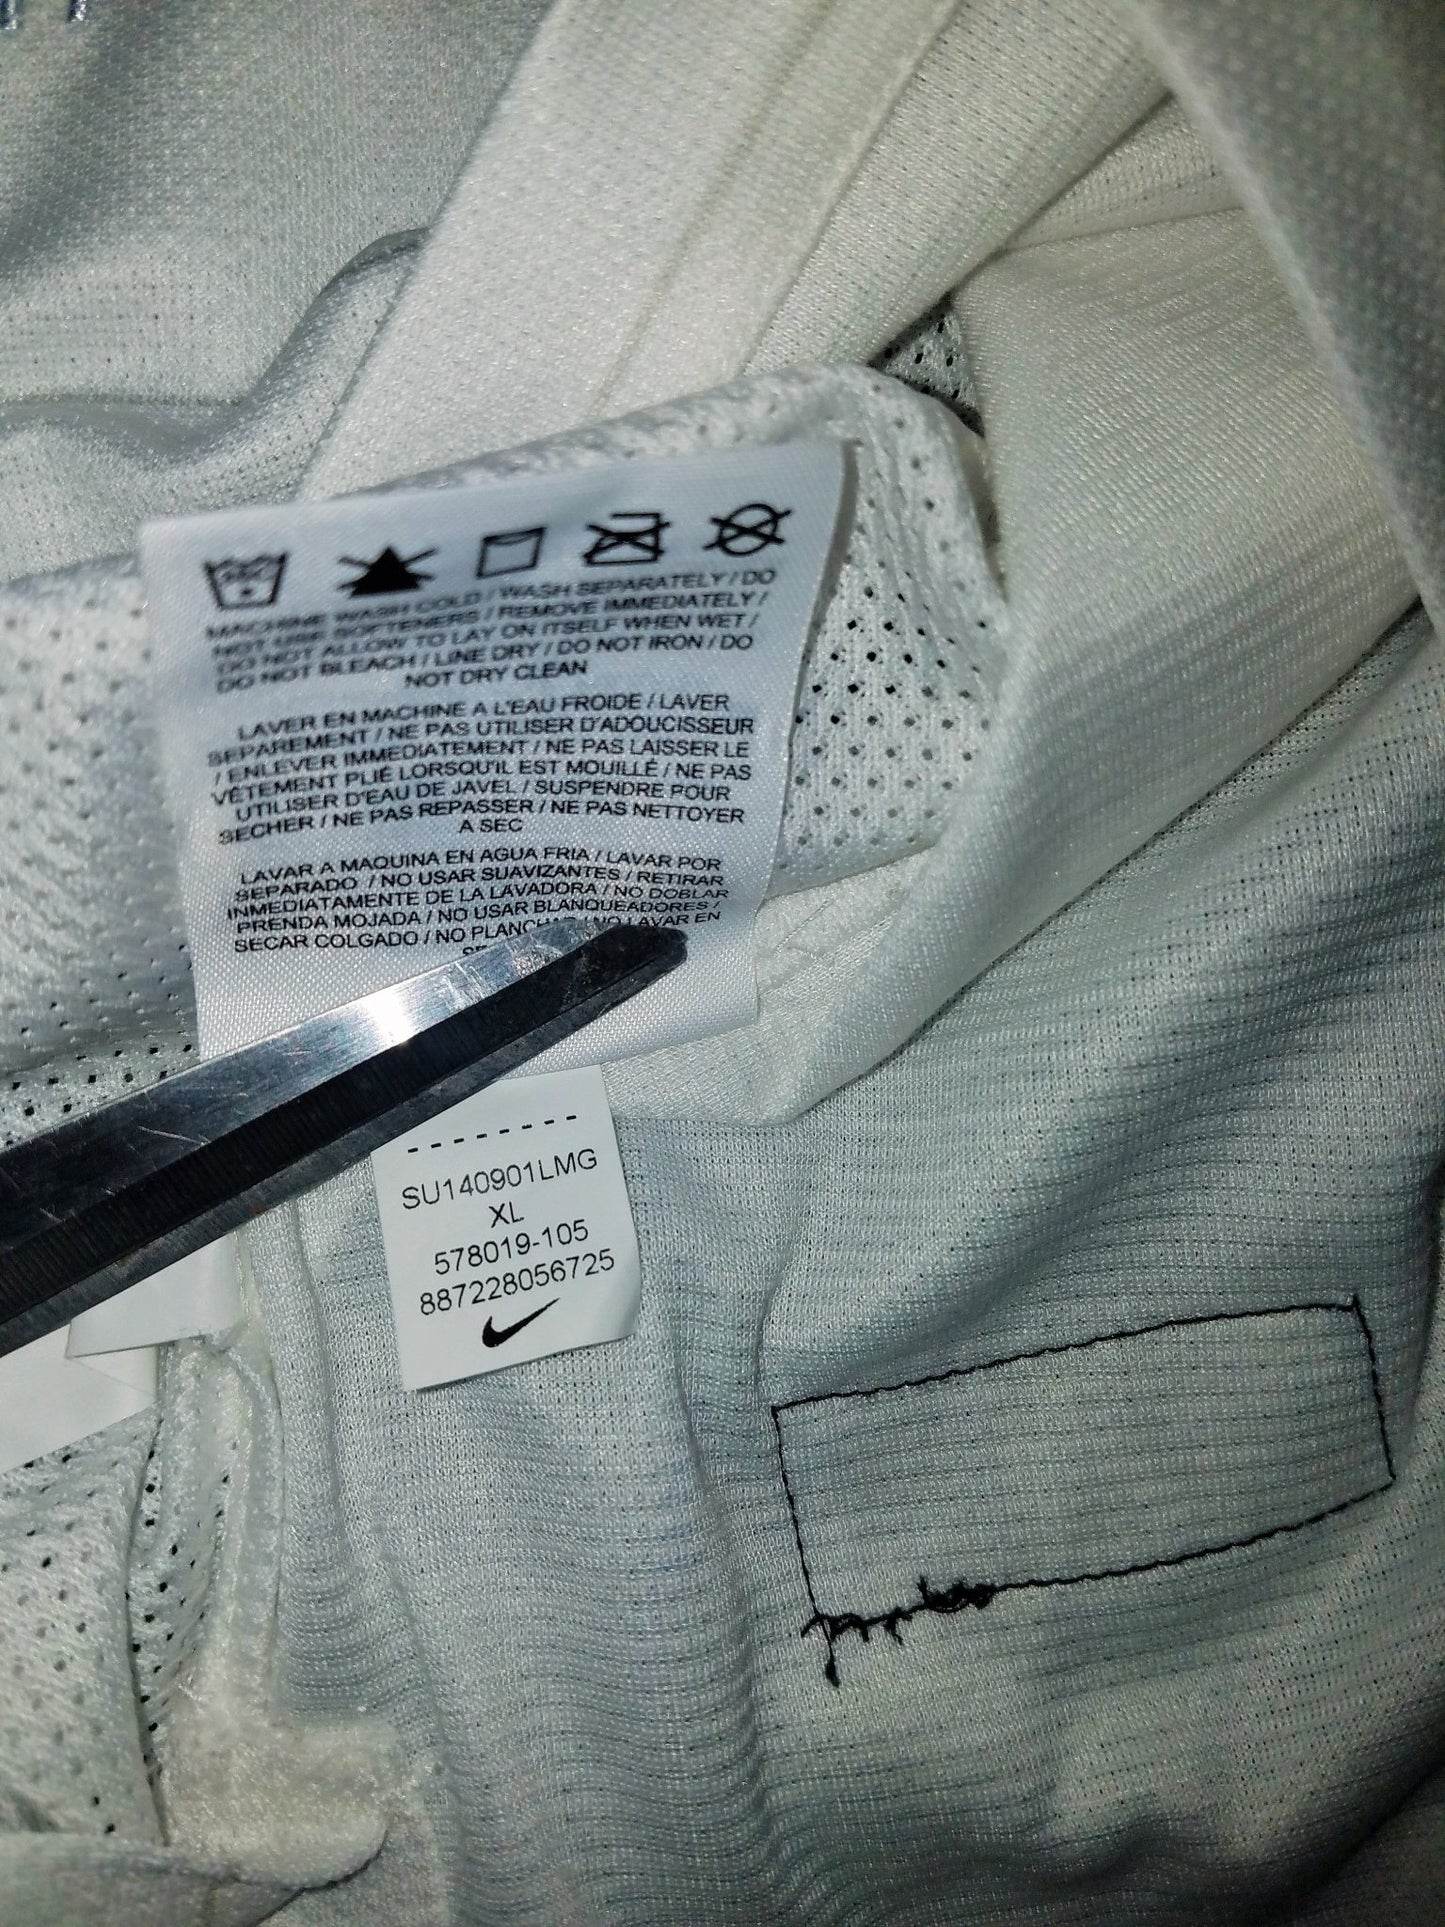 MACHINE WASH COLD / WASH SEPARATELY / DO
NOT USE SOFTENERS / REMOVE IMMEDIATELY /
DO NOT ALLOW TO LAY ON ITSELF WHEN WET /
DO NOT BLEACH / LINE DRY / DO NOT IRON / DO
NOT DRY CLEAN
LAVER EN MACHINE A L'EAU FROIDE / LAVER
SEPAREMENT / NE PAS UTILISER D'ADOUCISSEUR
/ ENLEVER IMMEDIATEMENT / NE PAS LAISSER LE
VÊTEMENT PLIÉ LORSQU'IL EST MOUILLÉ / NE PAS
UTILISER D'EAU DE JAVEL / SUSPENDRE POUR
SECHER / NE PAS REPASSER / NE PAS NETTOYER
A SEC
LAVAR A MAQUINA EN AGUA FRIA / LAVAR POR
SEPARADO / NO USAR SUAVIZANTES / RETIRAR
INMEDIATAMENTE DE LA LAVADORA / NO DOBLAR
PRENDA MOJADA / NO USAR BLANQUEADORES /
SECAR COLGADO / NO / NO LAVAR EN
SU140901LMG
XL
578019-105
887228056725